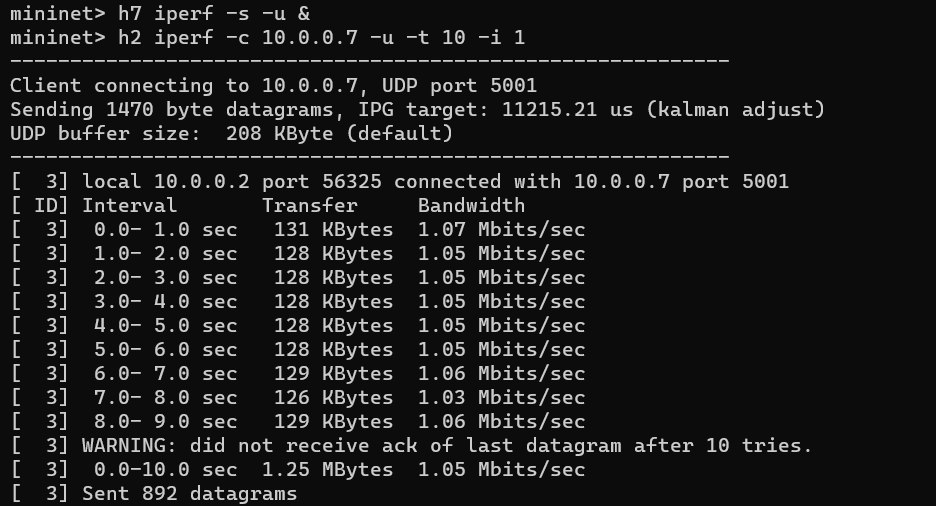 mininet> h7 iperf -s -u &
mininet> h2 iperf -c 10.0.0.7 -u -t 10 -i 1
------------------------------------------------------------
Client connecting to 10.0.0.7, UDP port 5001
Sending 1470 byte datagrams, IPG target: 11215.21 us (kalman adjust)
UDP buffer size:  208 KByte (default)
------------------------------------------------------------
[  3] local 10.0.0.2 port 56325 connected with 10.0.0.7 port 5001
[ ID] Interval       Transfer     Bandwidth
[  3]  0.0- 1.0 sec   131 KBytes  1.07 Mbits/sec
[  3]  1.0- 2.0 sec   128 KBytes  1.05 Mbits/sec
[  3]  2.0- 3.0 sec   128 KBytes  1.05 Mbits/sec
[  3]  3.0- 4.0 sec   128 KBytes  1.05 Mbits/sec
[  3]  4.0- 5.0 sec   128 KBytes  1.05 Mbits/sec
[  3]  5.0- 6.0 sec   128 KBytes  1.05 Mbits/sec
[  3]  6.0- 7.0 sec   129 KBytes  1.06 Mbits/sec
[  3]  7.0- 8.0 sec   126 KBytes  1.03 Mbits/sec
[  3]  8.0- 9.0 sec   129 KBytes  1.06 Mbits/sec
[  3] WARNING: did not receive ack of last datagram after 10 tries.
[  3]  0.0-10.0 sec  1.25 MBytes  1.05 Mbits/sec
[  3] Sent 892 datagrams